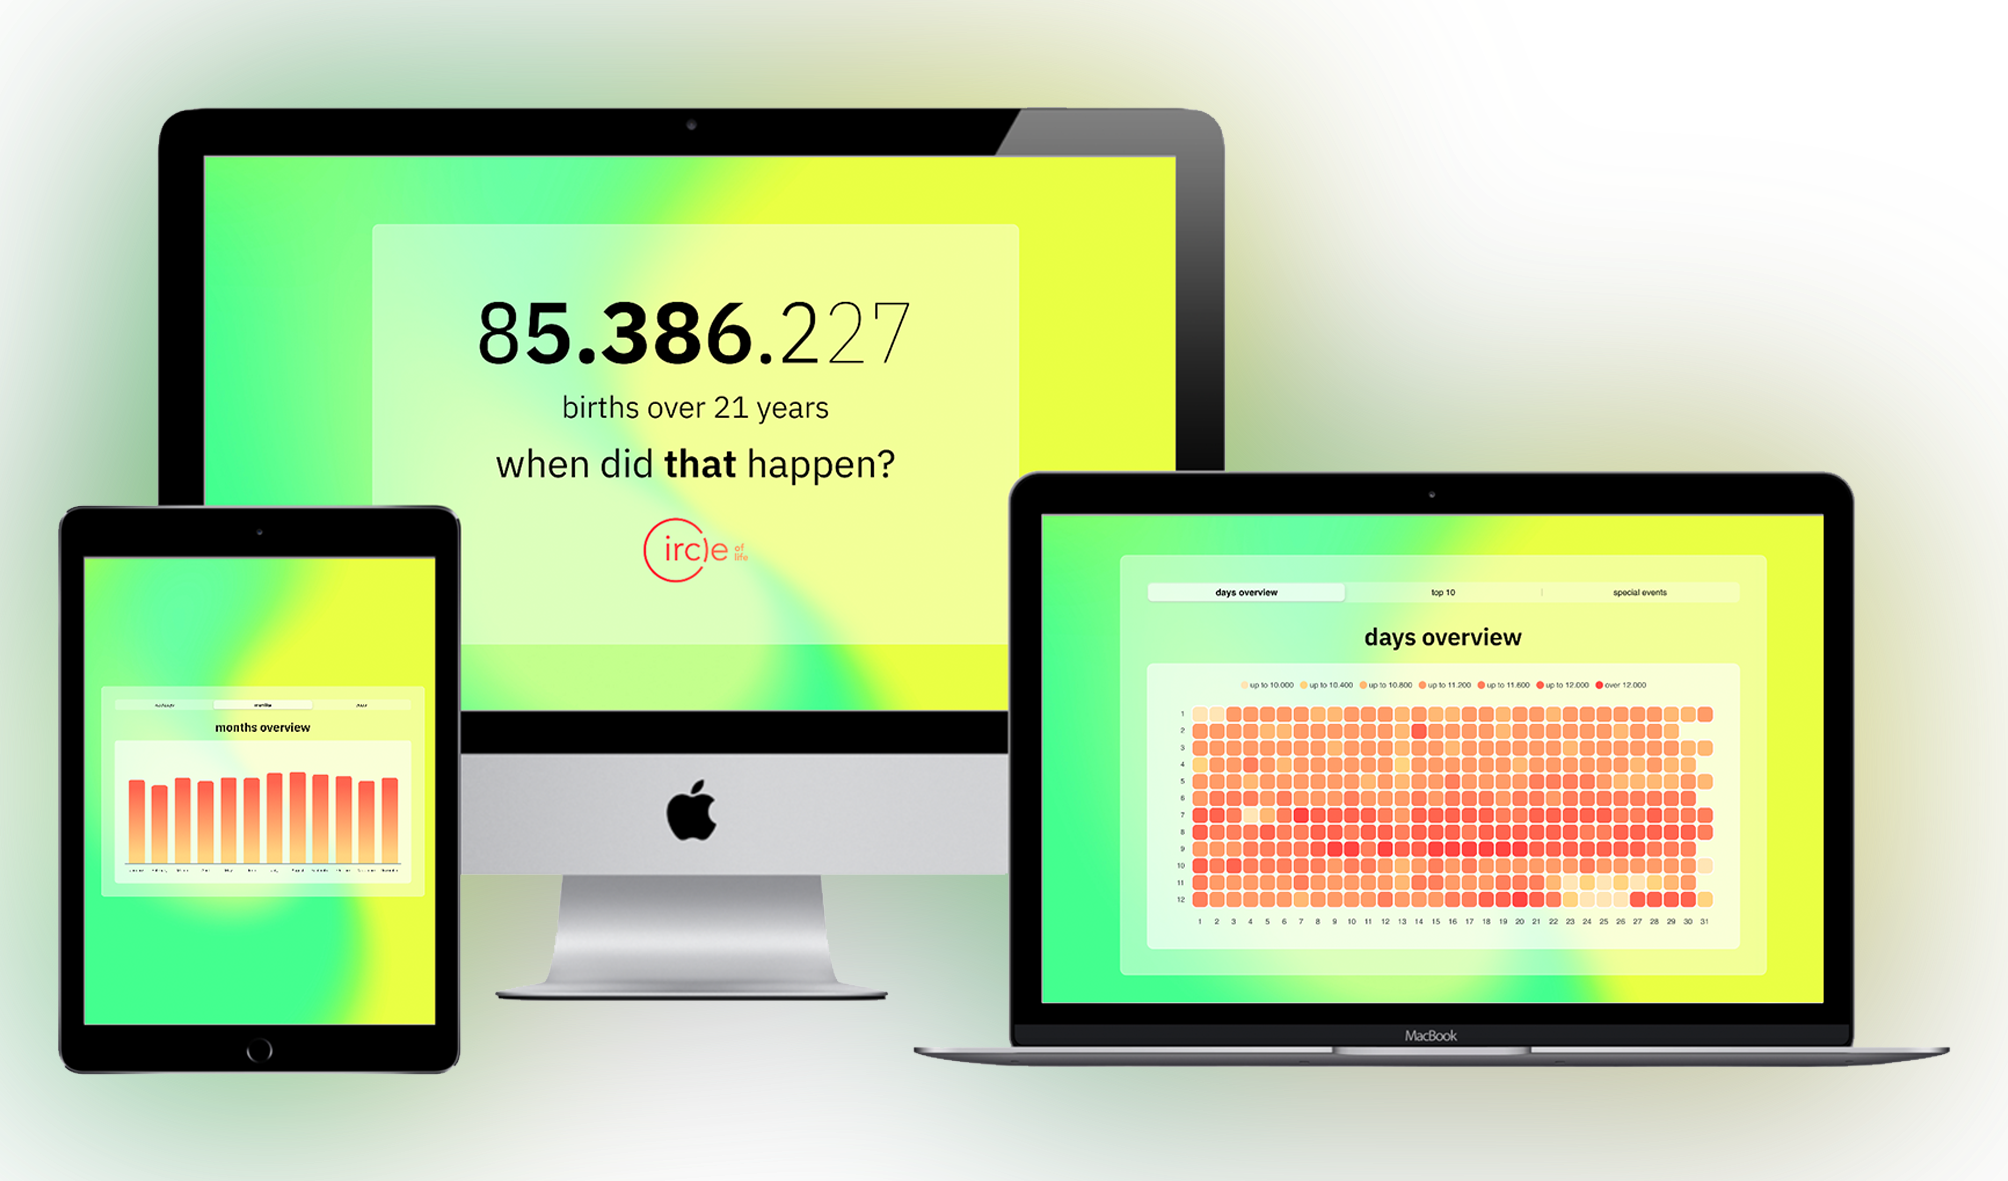 85.386.227
births over 21 years
when did that happen?
irc)e of life
months overview
days overview top 10 special events
days overview
up to 10.000 up to 10.400 up to 10.800 up to 11.200 up to 11.600 up to 12.000 over 12.000
1
2
3
4
5
6
7
8
9
10
11
12
1 2 3 4 5 6 7 8 9 10 11 12 13 14 15 16 17 18 19 20 21 22 23 24 25 26 27 28 29 30 31
MacBook